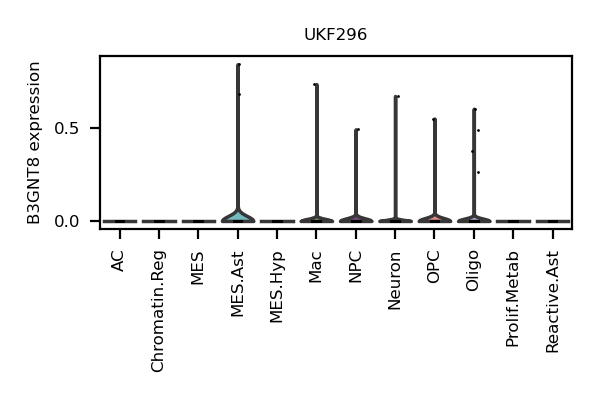 UKF296
B3GNT8 expression
0.5
0.0
AC
Chromatin.Reg
MES
MES.Ast
MES.Hyp
Mac
NPC
Neuron
OPC
Oligo
Prolif.Metab
Reactive.Ast